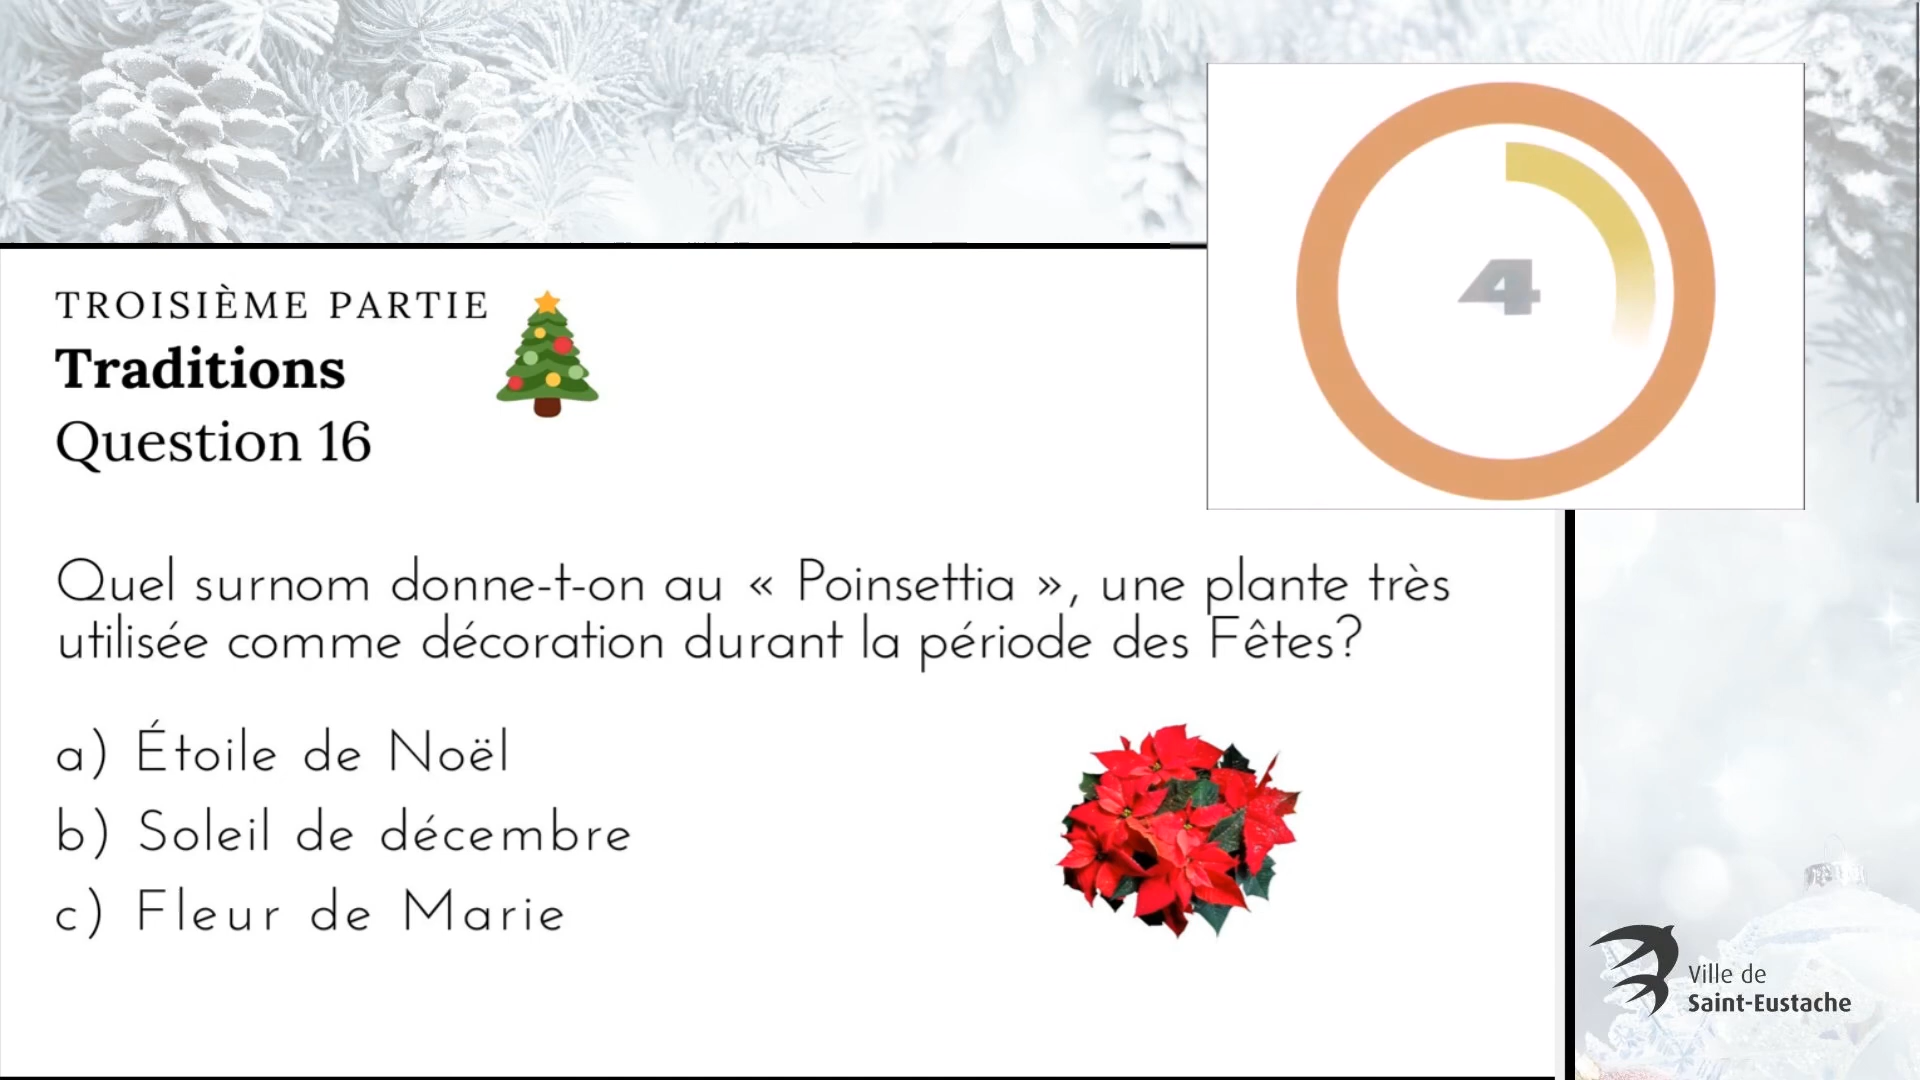 TROISIÈME PARTIE
Traditions
Question 16
4
Quel surnom donne-t-on au « Poinsettia », une plante très
utilisée comme décoration durant la période des Fêtes?
a) Étoile de Noël
b) Soleil de décembre
c) Fleur de Marie
Ville de
Saint-Eustache